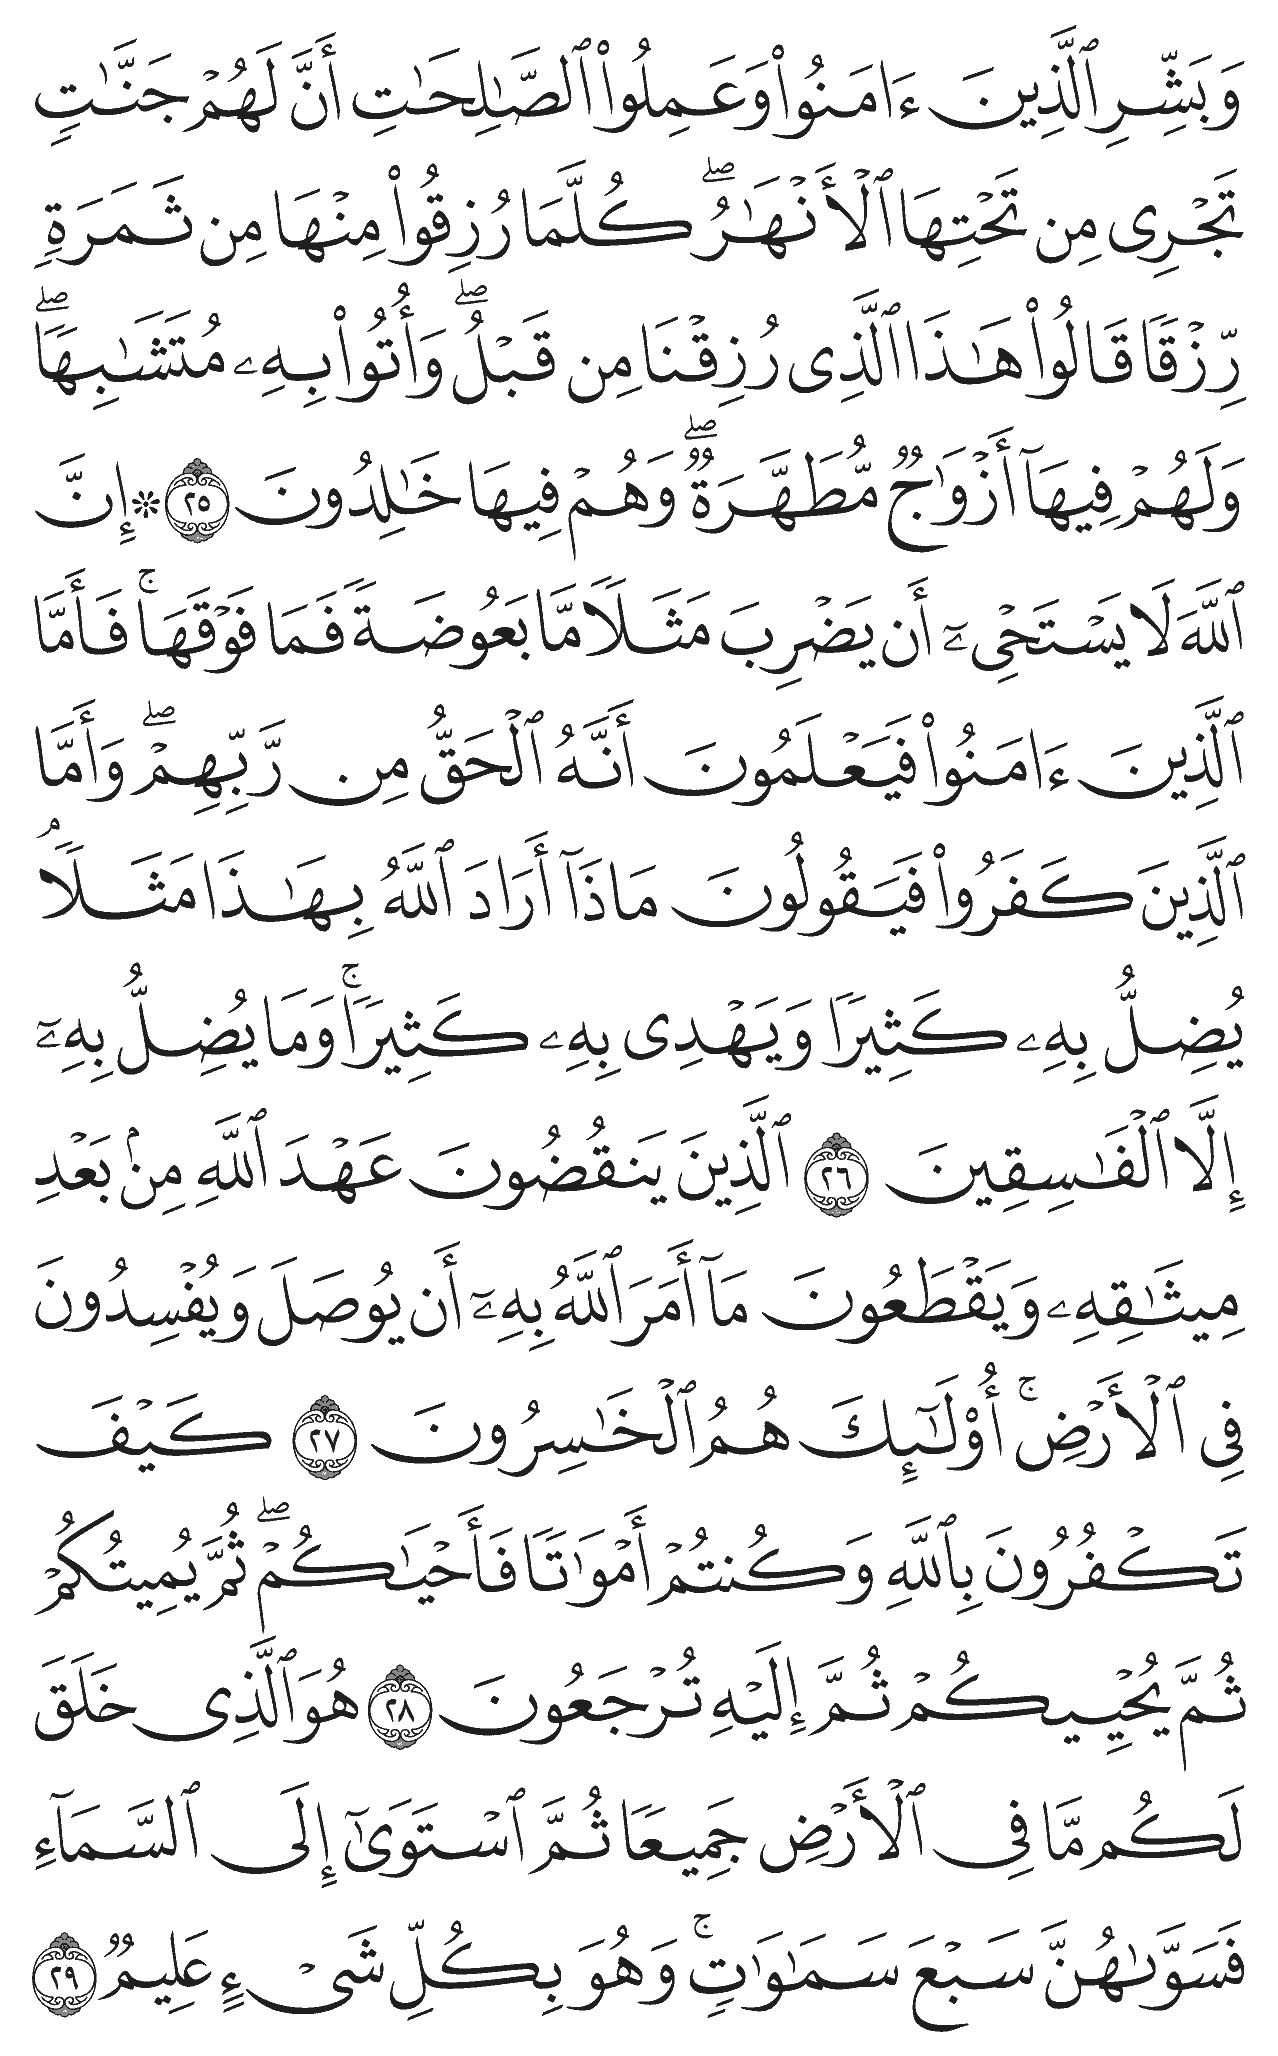 وَبَشِّرِ ٱلَّذِينَ ءَامَنُوا۟ وَعَمِلُوا۟ ٱلصَّـٰلِحَـٰتِ أَنَّ لَهُمْ جَنَّـٰتٍ
تَجْرِى مِن تَحْتِهَا ٱلْأَنْهَـٰرُ ۖ كُلَّمَا رُزِقُوا۟ مِنْهَا مِن ثَمَرَةٍ
رِّزْقًا قَالُوا۟ هَـٰذَا ٱلَّذِى رُزِقْنَا مِن قَبْلُ ۖ وَأُتُوا۟ بِهِۦ مُتَشَـٰبِهًا ۖ
وَلَهُمْ فِيهَآ أَزْوَٰجٌ مُّطَهَّرَةٌ ۖ وَهُمْ فِيهَا خَـٰلِدُونَ ٢٥ ۞ إِنَّ
ٱللَّهَ لَا يَسْتَحْىِۦٓ أَن يَضْرِبَ مَثَلًا مَّا بَعُوضَةً فَمَا فَوْقَهَا ۚ فَأَمَّا
ٱلَّذِينَ ءَامَنُوا۟ فَيَعْلَمُونَ أَنَّهُ ٱلْحَقُّ مِن رَّبِّهِمْ ۖ وَأَمَّا
ٱلَّذِينَ كَفَرُوا۟ فَيَقُولُونَ مَاذَآ أَرَادَ ٱللَّهُ بِهَـٰذَا مَثَلًا ۘ
يُضِلُّ بِهِۦ كَثِيرًا وَيَهْدِى بِهِۦ كَثِيرًا ۚ وَمَا يُضِلُّ بِهِۦٓ
إِلَّا ٱلْفَـٰسِقِينَ ٢٦ ٱلَّذِينَ يَنقُضُونَ عَهْدَ ٱللَّهِ مِنۢ بَعْدِ
مِيثَـٰقِهِۦ وَيَقْطَعُونَ مَآ أَمَرَ ٱللَّهُ بِهِۦٓ أَن يُوصَلَ وَيُفْسِدُونَ
فِى ٱلْأَرْضِ ۚ أُو۟لَـٰٓئِكَ هُمُ ٱلْخَـٰسِرُونَ ٢٧ كَيْفَ
تَكْفُرُونَ بِٱللَّهِ وَكُنتُمْ أَمْوَٰتًا فَأَحْيَـٰكُمْ ۖ ثُمَّ يُمِيتُكُمْ
ثُمَّ يُحْيِيكُمْ ثُمَّ إِلَيْهِ تُرْجَعُونَ ٢٨ هُوَ ٱلَّذِى خَلَقَ
لَكُم مَّا فِى ٱلْأَرْضِ جَمِيعًا ثُمَّ ٱسْتَوَىٰٓ إِلَى ٱلسَّمَآءِ
فَسَوَّىٰهُنَّ سَبْعَ سَمَـٰوَٰتٍ ۚ وَهُوَ بِكُلِّ شَىْءٍ عَلِيمٌ ٢٩